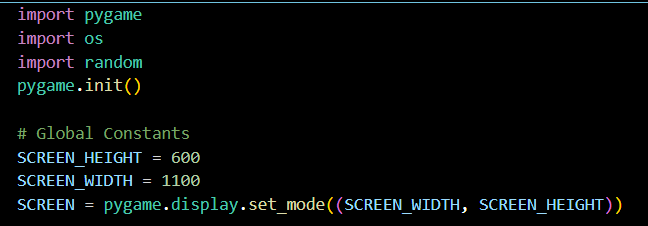 import pygame
import os
import random
pygame.init()
# Global Constants
SCREEN_HEIGHT = 600
SCREEN_WIDTH = 1100
SCREEN = pygame.display.set_mode((SCREEN_WIDTH, SCREEN_HEIGHT))